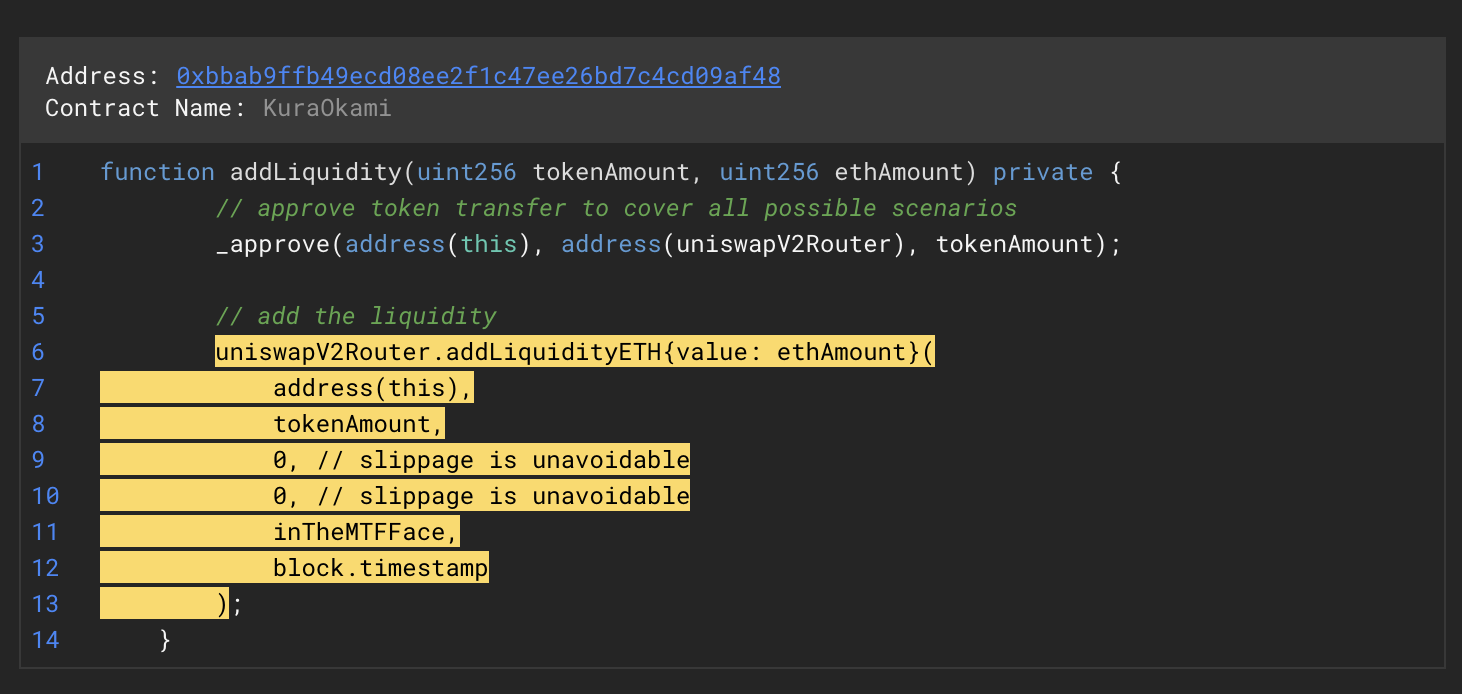 Address: 0xbbab9ffb49ecd08ee2f1c47ee26bd7c4cd09af48
Contract Name: KuraOkami
1 function addLiquidity(uint256 tokenAmount, uint256 ethAmount) private {
2 // approve token transfer to cover all possible scenarios
3 _approve(address(this), address(uniswapV2Router), tokenAmount);
4
5 // add the liquidity
6 uniswapV2Router.addLiquidityETH{value: ethAmount}(
7 address(this),
8 tokenAmount,
9 0, // slippage is unavoidable
10 0, // slippage is unavoidable
11 inTheMTFFace,
12 block.timestamp
13 );
14 }